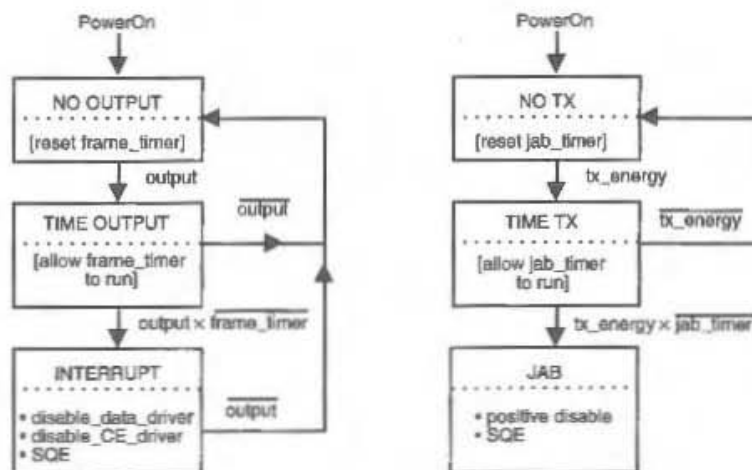 PowerOn
NO OUTPUT
[reset frame_timer]
output
TIME OUTPUT
[allow frame_timer
to run]
output
output × frame_timer
INTERRUPT
• disable_data_driver
• disable_CE_driver
• SQE
output
PowerOn
NO TX
[reset jab_timer]
tx_energy
TIME TX
[allow jab_timer
to run]
tx_energy
tx_energy × jab_timer
JAB
• positive disable
• SQE